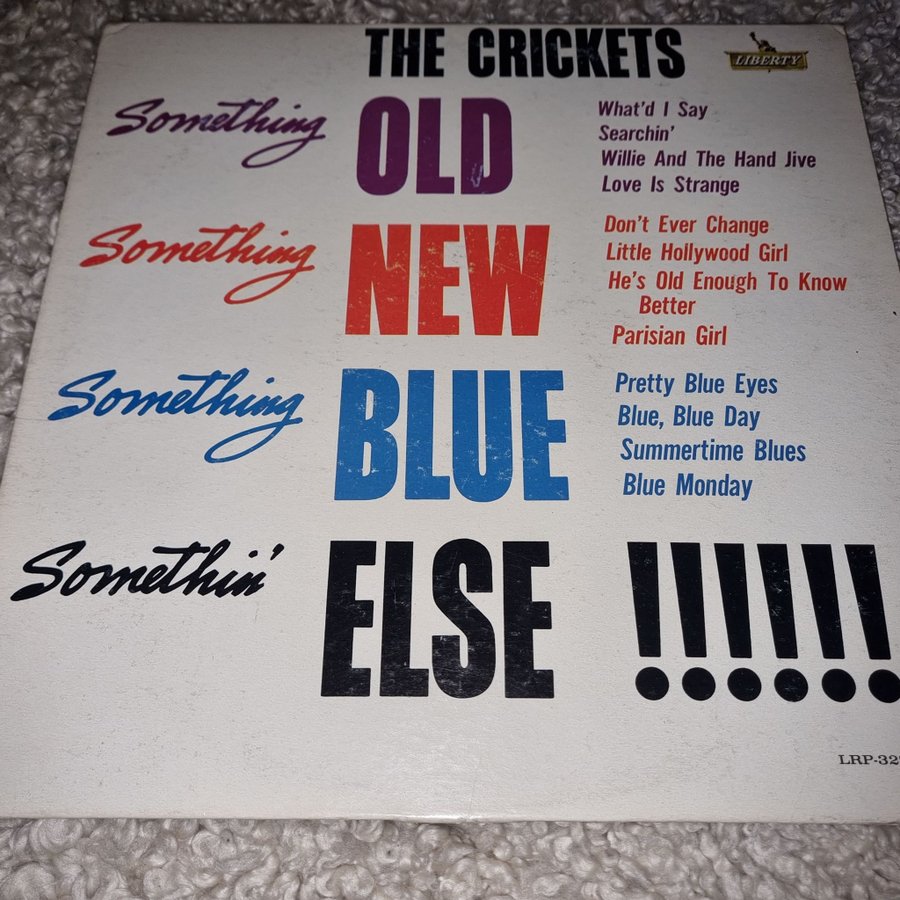 THE CRICKETS
LIBERTY
Something OLD
What'd I Say
Searchin'
Willie And The Hand Jive
Love Is Strange
Something NEW
Don't Ever Change
Little Hollywood Girl
He's Old Enough To Know
Better
Parisian Girl
Something BLUE
Pretty Blue Eyes
Blue, Blue Day
Summertime Blues
Blue Monday
Somethin' ELSE !!!!!!